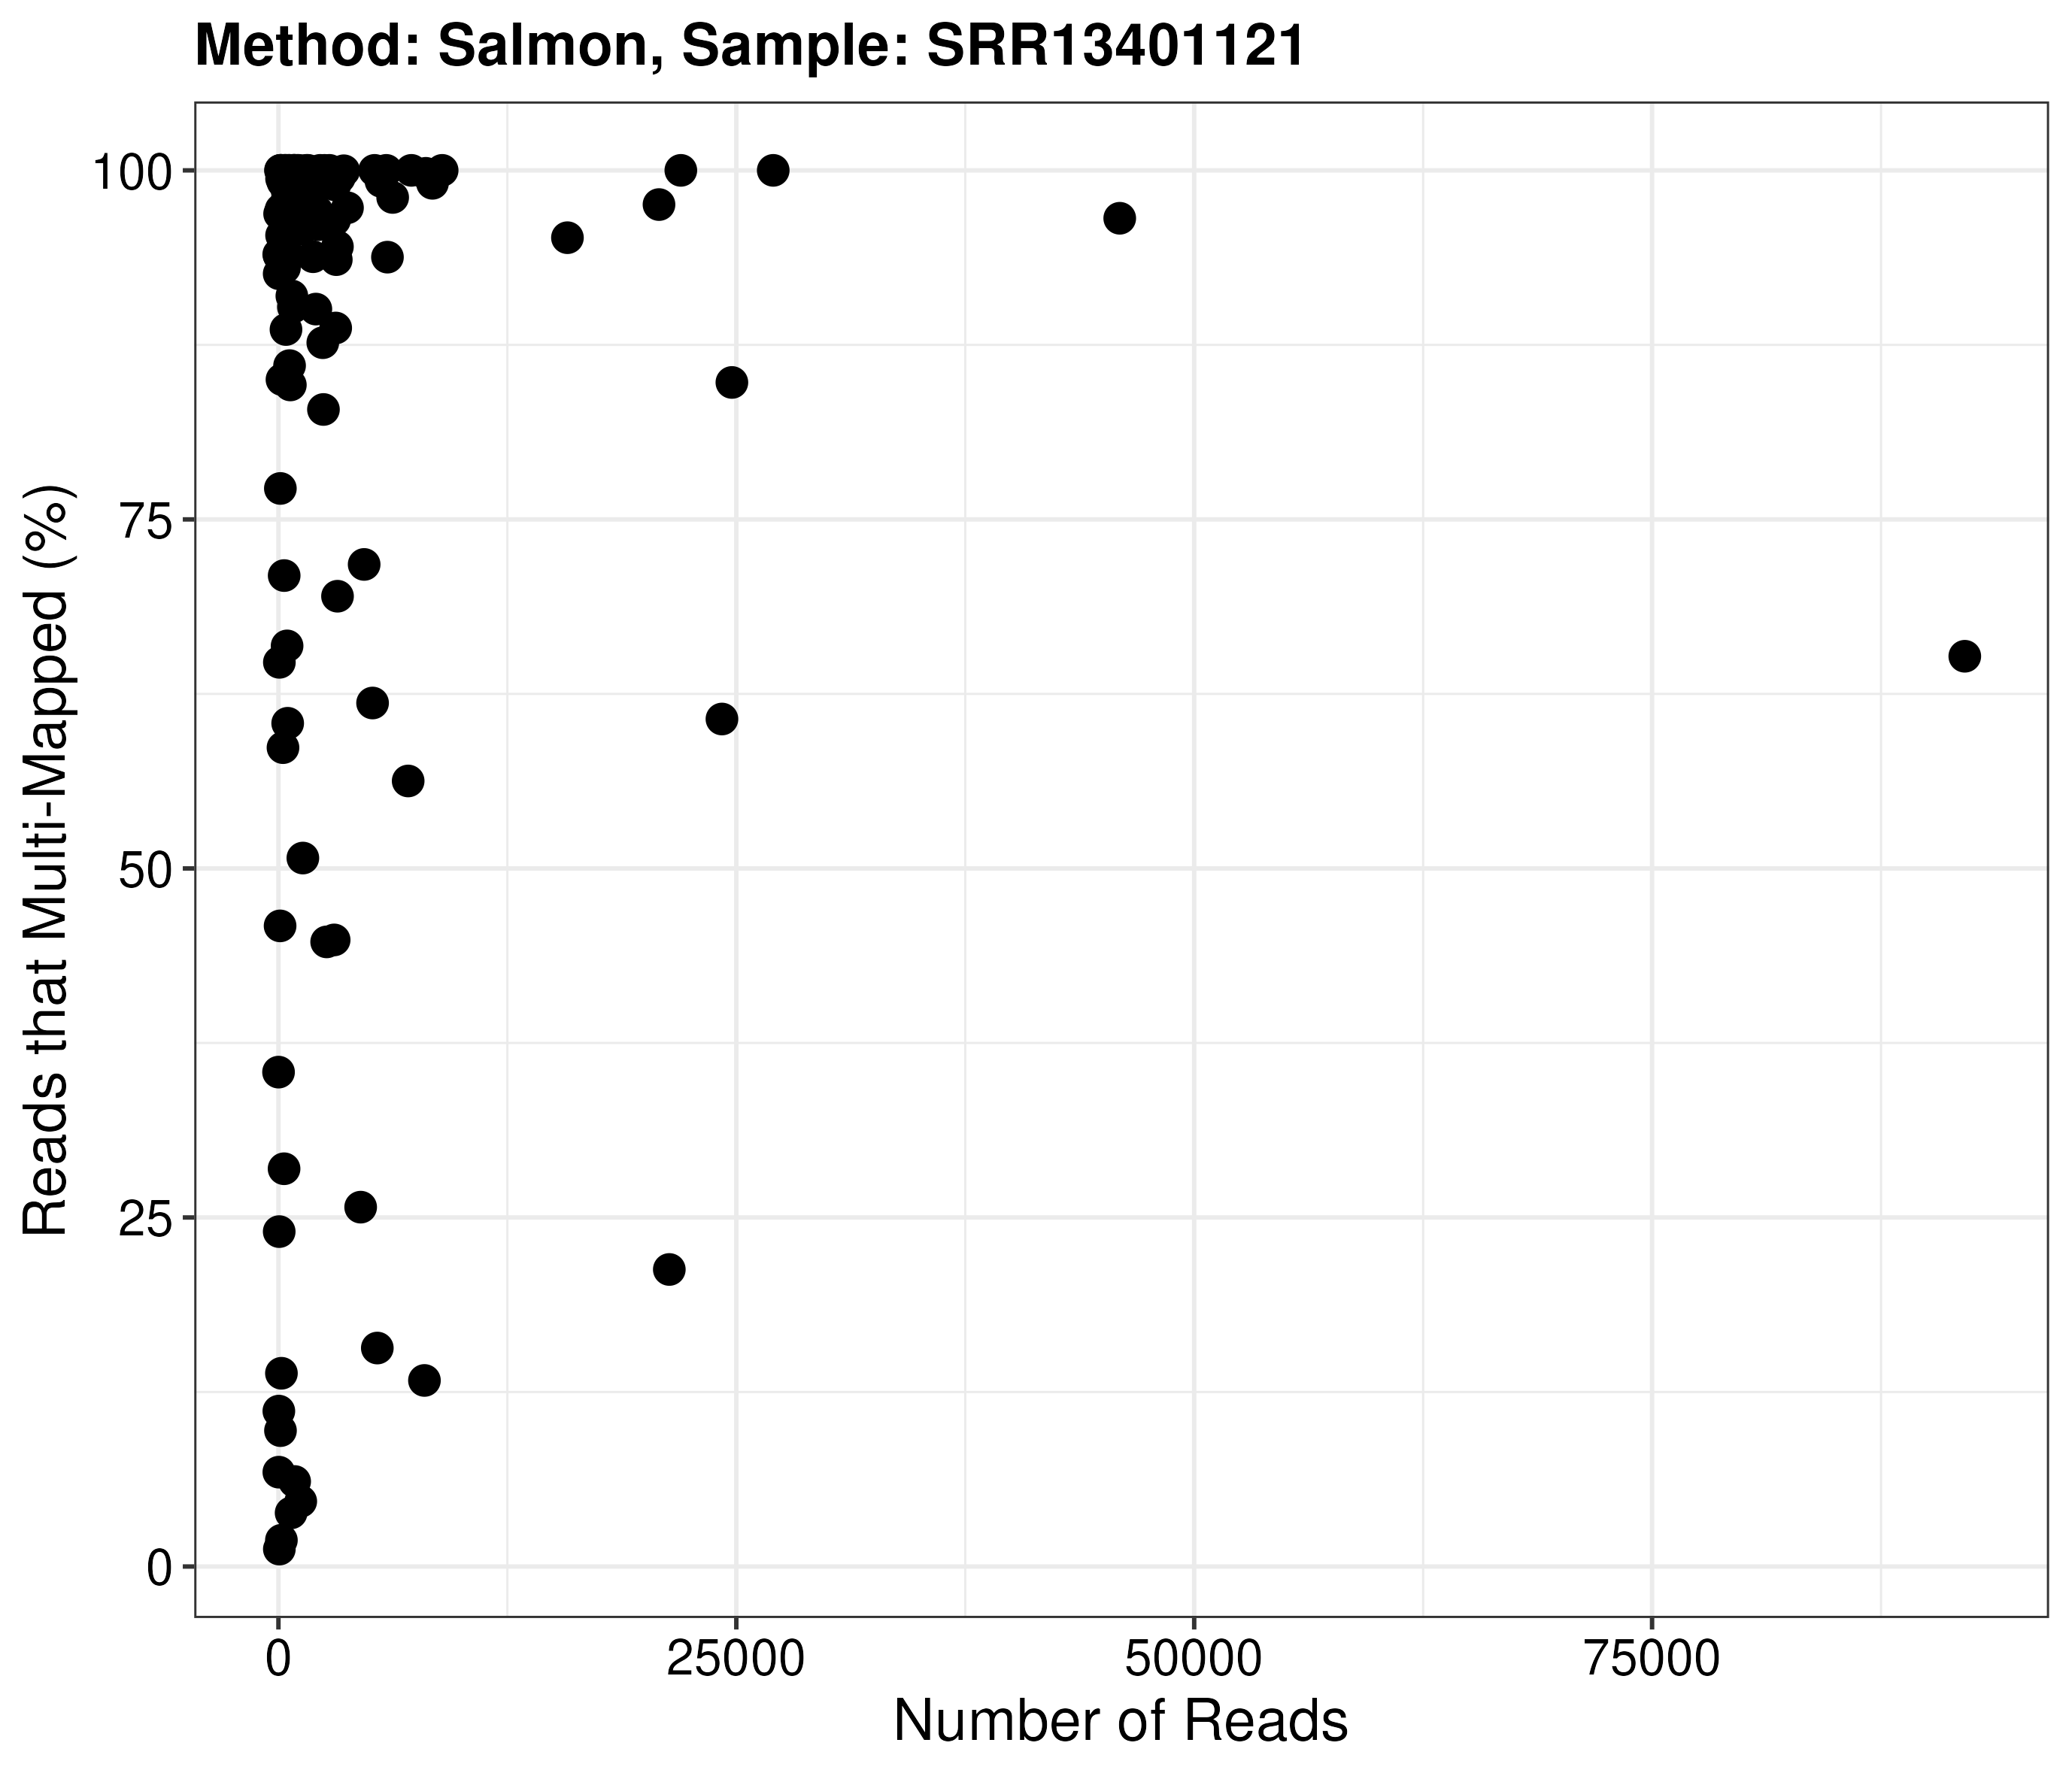 Method: Salmon, Sample: SRR13401121
Reads that Multi-Mapped (%)
100
75
50
25
0
0 25000 50000 75000
Number of Reads